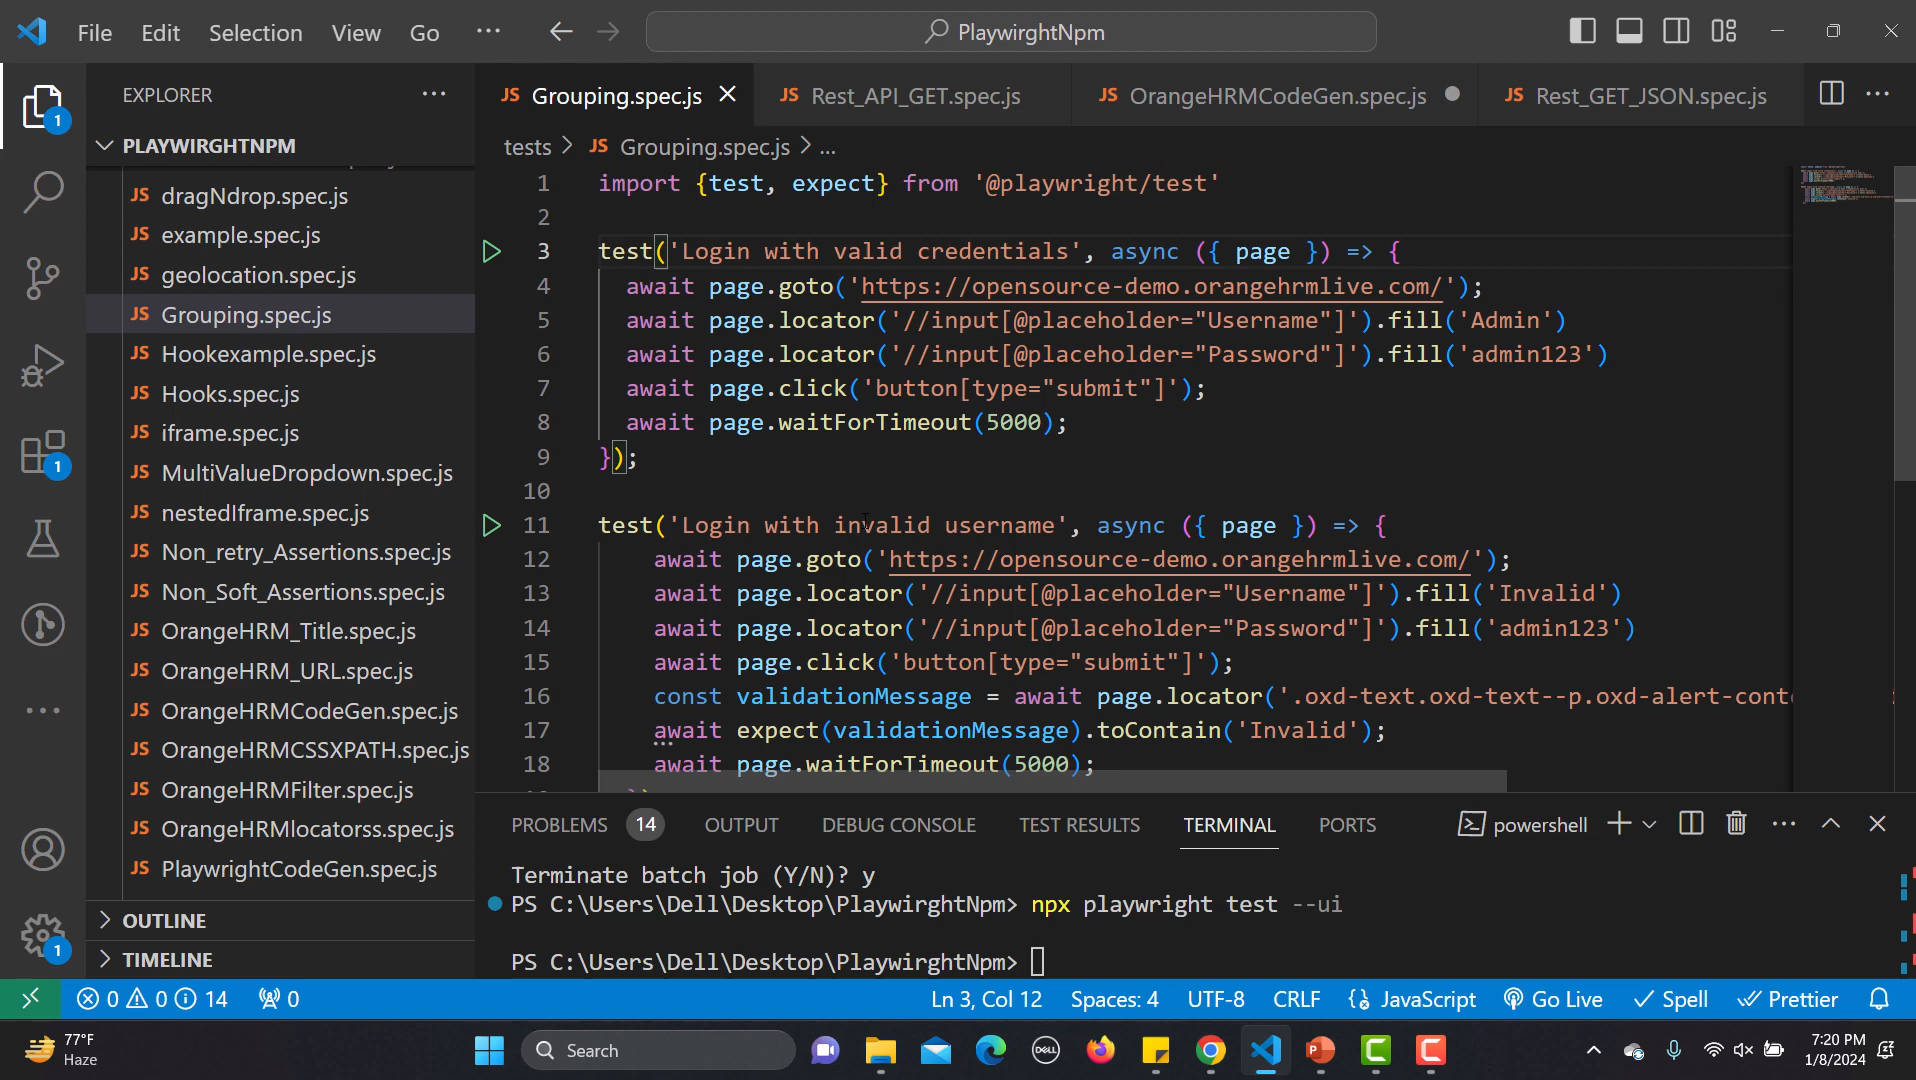 File Edit Selection View Go ···
PlaywirghtNpm
EXPLORER ···
PLAYWIRGHTNPM
JS dragNdrop.spec.js
JS example.spec.js
JS geolocation.spec.js
JS Grouping.spec.js
JS Hookexample.spec.js
JS Hooks.spec.js
JS iframe.spec.js
JS MultiValueDropdown.spec.js
JS nestedIframe.spec.js
JS Non_retry_Assertions.spec.js
JS Non_Soft_Assertions.spec.js
JS OrangeHRM_Title.spec.js
JS OrangeHRM_URL.spec.js
JS OrangeHRMCodeGen.spec.js
JS OrangeHRMCSSXPATH.spec.js
JS OrangeHRMFilter.spec.js
JS OrangeHRMlocatorss.spec.js
JS PlaywrightCodeGen.spec.js
OUTLINE
TIMELINE
1
1
1
JS Grouping.spec.js JS Rest_API_GET.spec.js JS OrangeHRMCodeGen.spec.js JS Rest_GET_JSON.spec.js ···
tests > JS Grouping.spec.js > ...
1 import {test, expect} from '@playwright/test'
2
3 test('Login with valid credentials', async ({ page }) => {
4 await page.goto('https://opensource-demo.orangehrmlive.com/');
5 await page.locator('//input[@placeholder="Username"]').fill('Admin')
6 await page.locator('//input[@placeholder="Password"]').fill('admin123')
7 await page.click('button[type="submit"]');
8 await page.waitForTimeout(5000);
9 });
10
11 test('Login with invalid username', async ({ page }) => {
12 await page.goto('https://opensource-demo.orangehrmlive.com/');
13 await page.locator('//input[@placeholder="Username"]').fill('Invalid')
14 await page.locator('//input[@placeholder="Password"]').fill('admin123')
15 await page.click('button[type="submit"]');
16 const validationMessage = await page.locator('.oxd-text.oxd-text--p.oxd-alert-conte
17 await expect(validationMessage).toContain('Invalid');
18 await page.waitForTimeout(5000);
PROBLEMS 14 OUTPUT DEBUG CONSOLE TEST RESULTS TERMINAL PORTS powershell ···
Terminate batch job (Y/N)? y
PS C:\Users\Dell\Desktop\PlaywirghtNpm> npx playwright test --ui
PS C:\Users\Dell\Desktop\PlaywirghtNpm>
0 0 14 0 Ln 3, Col 12 Spaces: 4 UTF-8 CRLF JavaScript Go Live Spell Prettier
77°F
Haze
Search
DELL
7:20 PM
1/8/2024